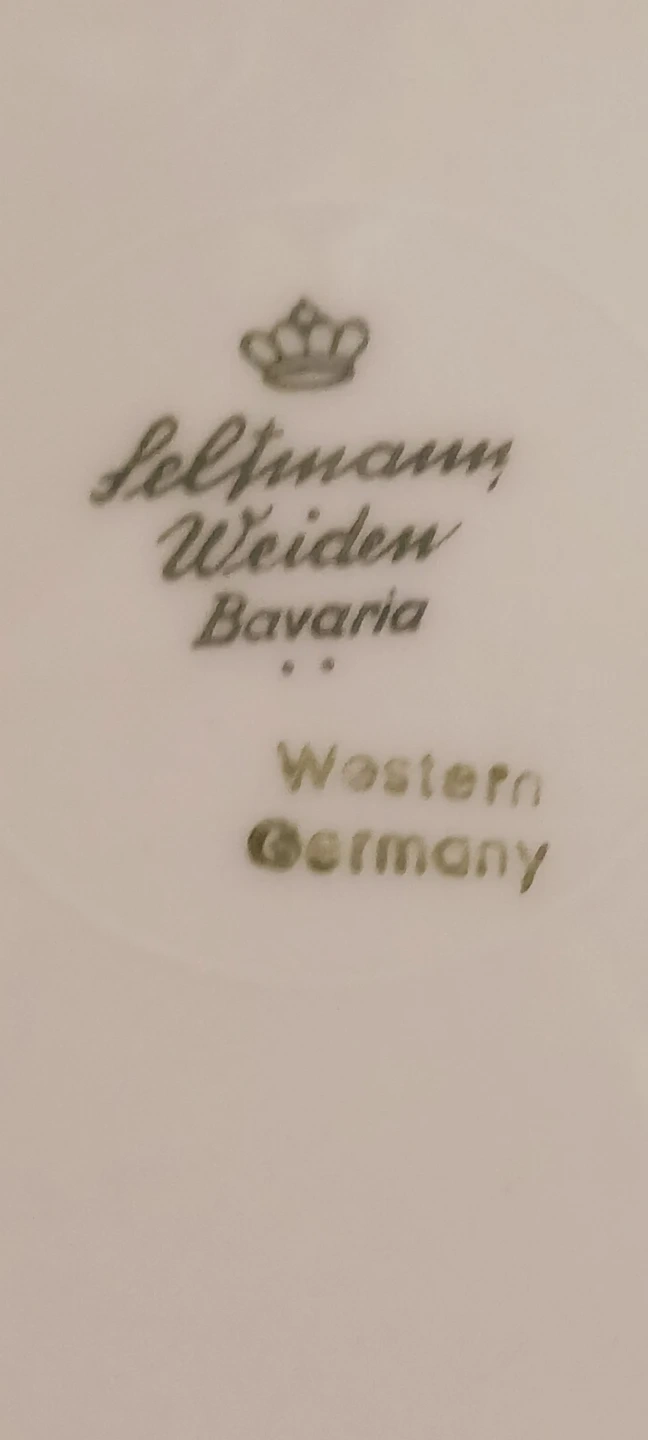 Seltmann
Weiden
Bavaria
Western
Germany